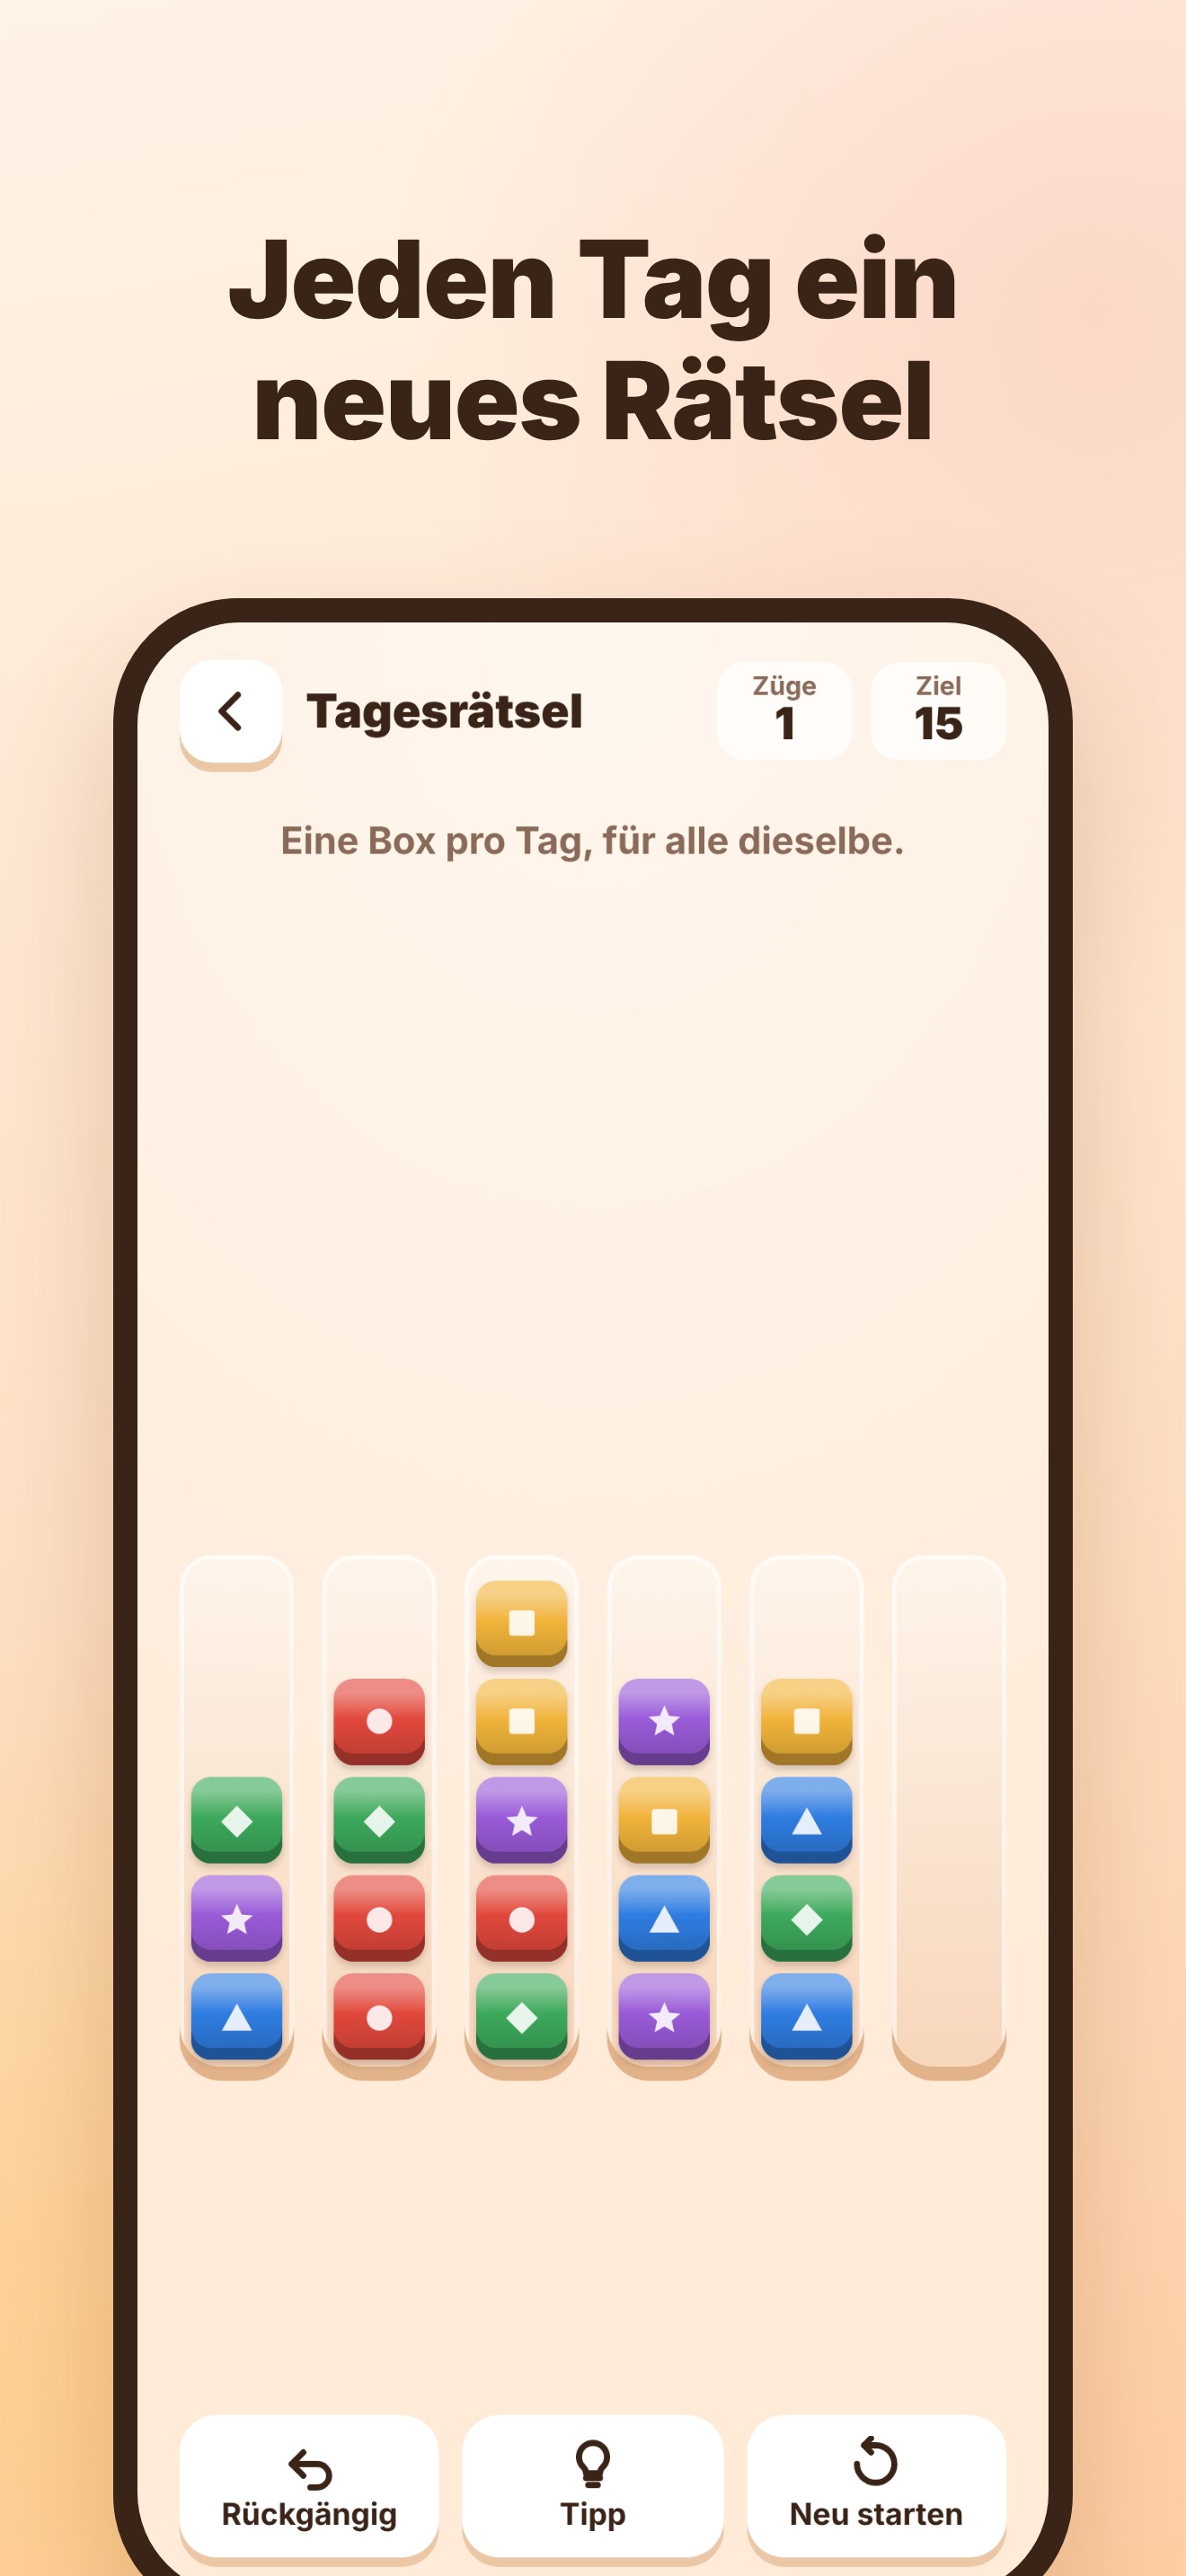 Jeden Tag ein
neues Rätsel
Tagesrätsel
Züge
1
Ziel
15
Eine Box pro Tag, für alle dieselbe.
Rückgängig
Tipp
Neu starten